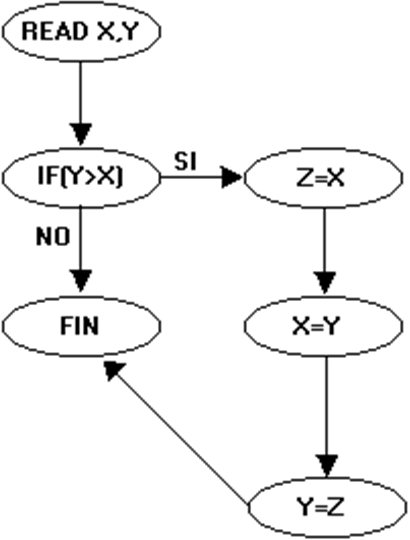 READ X,Y
IF(Y>X)
SI
Z=X
NO
FIN
X=Y
Y=Z